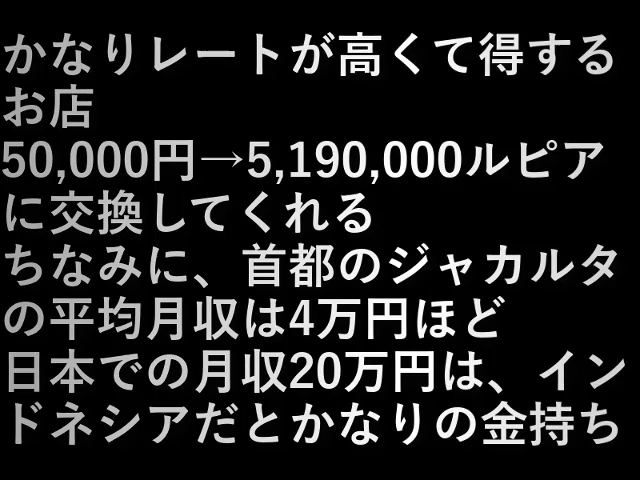 かなりレートが高くて得する
お店
50,000円→5,190,000ルピア
に交換してくれる
ちなみに、首都のジャカルタ
の平均月収は4万円ほど
日本での月収20万円は、イン
ドネシアだとかなりの金持ち